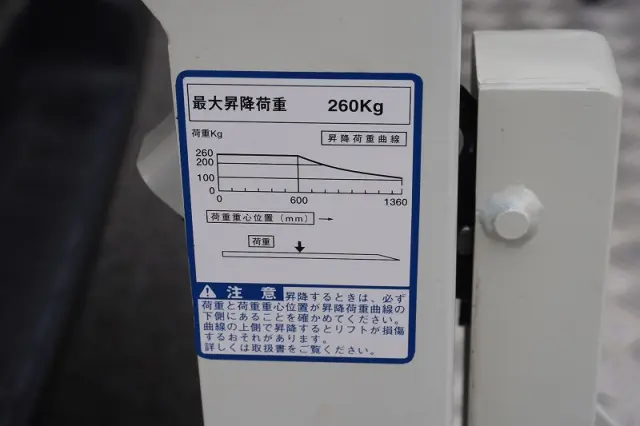 最大昇降荷重 260Kg
荷重Kg
昇降荷重曲線
260
200
100
0
0 600 1360
荷重重心位置（mm） →
荷重
注意 昇降するときは、必ず
荷重と荷重重心位置が昇降荷重曲線の
下側にあることを確かめてください。
曲線の上側で昇降するとリフトが損傷
するおそれがあります。
詳しくは取扱書をご覧ください。